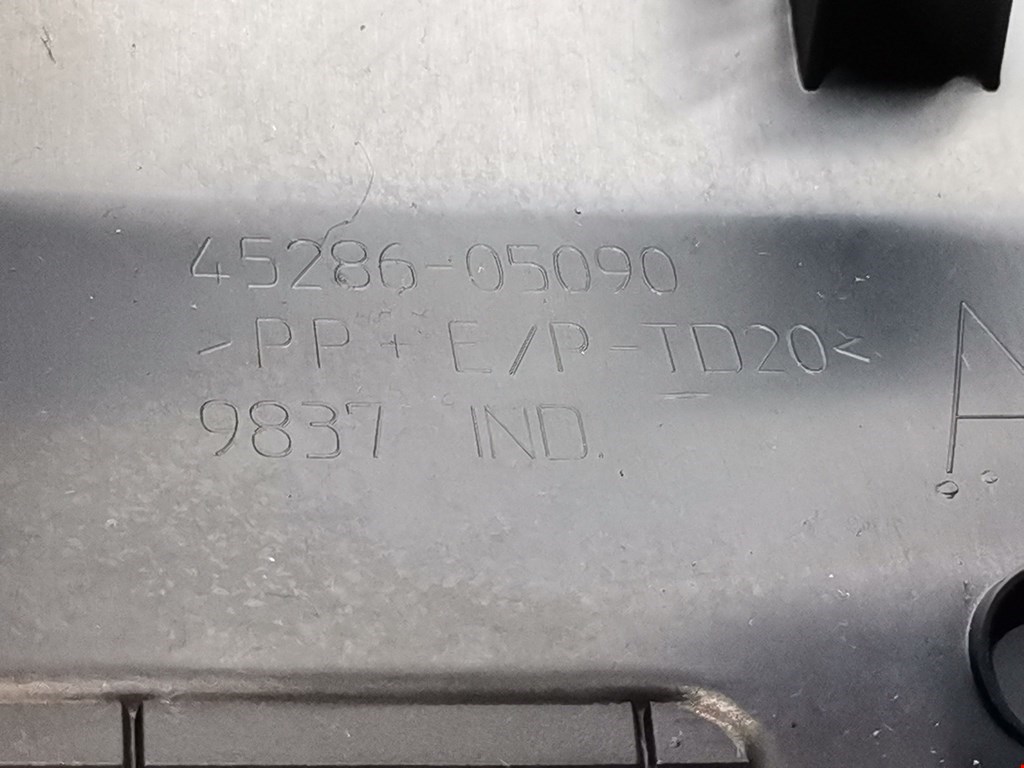 45286-05090
>PP+E/P-TD20<
9837 IND.
A